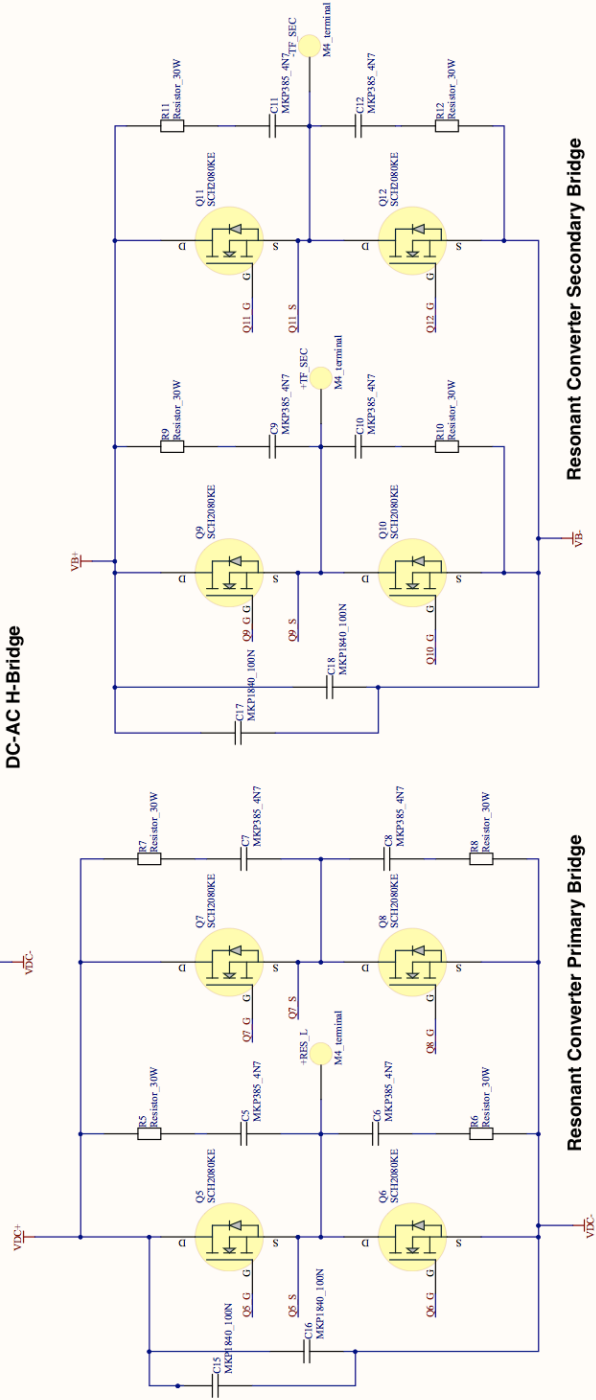 DC-AC H-Bridge
VDC-
VDC+
C15
MKP1840_100N
C16
MKP1840_100N
Q5
SCH2080KE
D
G
S
Q5_G
Q5_S
R5
Resistor_30W
C5
MKP385_4N7
+RES_L
M4_terminal
Q6
SCH2080KE
D
G
S
Q6_G
C6
MKP385_4N7
R6
Resistor_30W
Q7
SCH2080KE
D
G
S
Q7_G
Q7_S
R7
Resistor_30W
C7
MKP385_4N7
Q8
SCH2080KE
D
G
S
Q8_G
C8
MKP385_4N7
R8
Resistor_30W
VDC-
Resonant Converter Primary Bridge
VB+
C17
MKP1840_100N
C18
MKP1840_100N
Q9
SCH2080KE
D
G
S
Q9_G
Q9_S
R9
Resistor_30W
C9
MKP385_4N7
+TF_SEC
M4_terminal
Q10
SCH2080KE
D
G
S
Q10_G
C10
MKP385_4N7
R10
Resistor_30W
Q11
SCH2080KE
D
G
S
Q11_G
Q11_S
R11
Resistor_30W
C11
MKP385_4N7
-TF_SEC
M4_terminal
Q12
SCH2080KE
D
G
S
Q12_G
C12
MKP385_4N7
R12
Resistor_30W
VB-
Resonant Converter Secondary Bridge